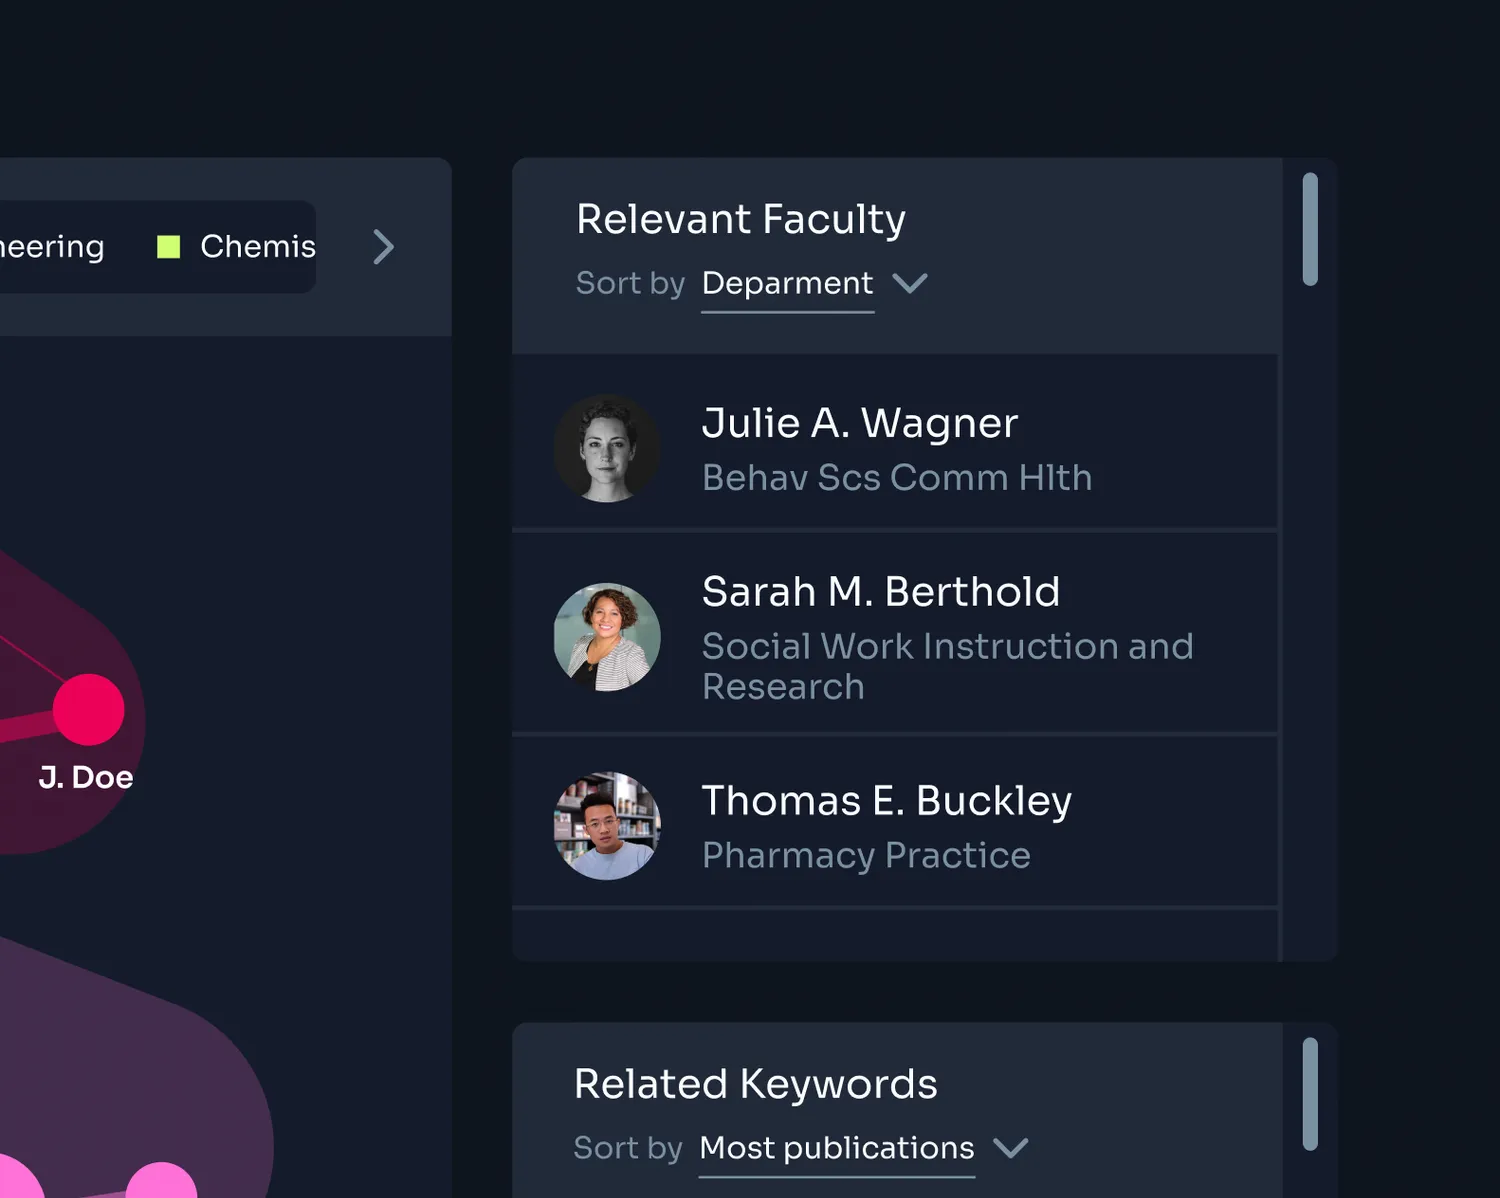 neering
Chemis
J. Doe
Relevant Faculty
Sort by Deparment
Julie A. Wagner
Behav Scs Comm Hlth
Sarah M. Berthold
Social Work Instruction and
Research
Thomas E. Buckley
Pharmacy Practice
Related Keywords
Sort by Most publications